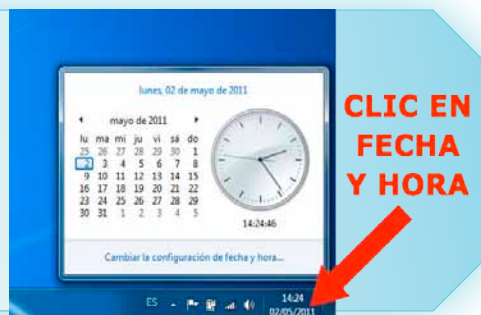 lunes, 02 de mayo de 2011
mayo de 2011
lu ma mi ju vi sá do
25 26 27 28 29 30 1
2 3 4 5 6 7 8
9 10 11 12 13 14 15
16 17 18 19 20 21 22
23 24 25 26 27 28 29
30 31 1 2 3 4 5
14:24:46
Cambiar la configuración de fecha y hora...
CLIC EN
FECHA
Y HORA
ES
14:24
02/05/2011